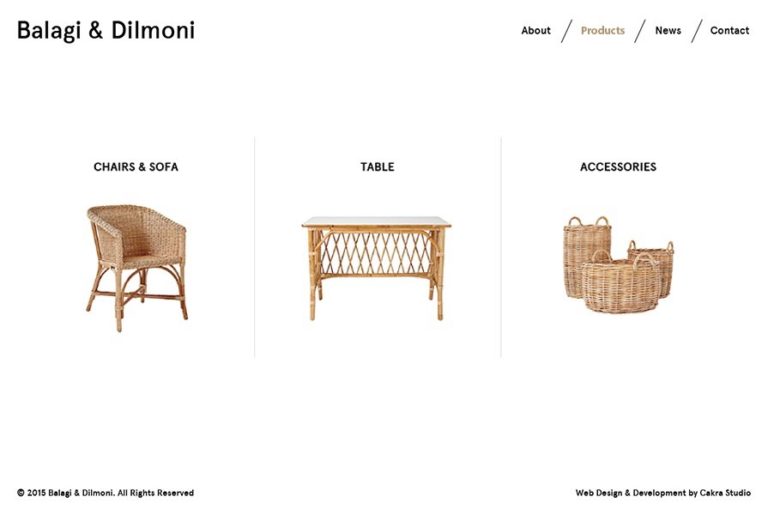 Balagi & Dilmoni
About / Products / News / Contact
CHAIRS & SOFA
TABLE
ACCESSORIES
© 2015 Balagi & Dilmoni. All Rights Reserved
Web Design & Development by Cakra Studio